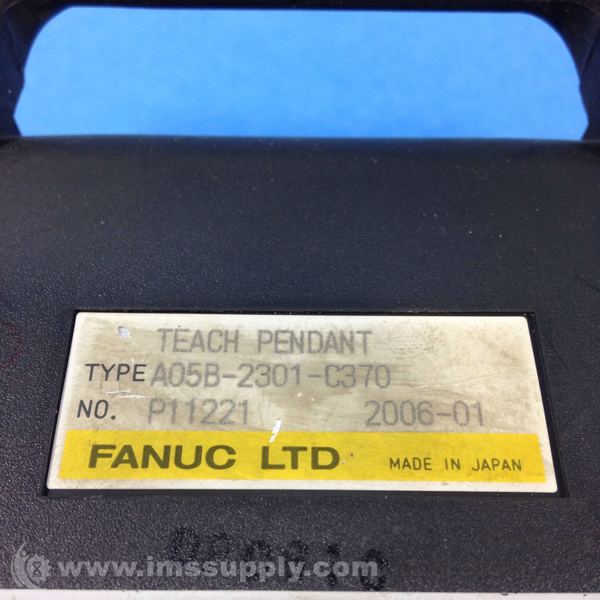 TEACH PENDANT
TYPE A05B-2301-C370
NO. P11221 2006-01
FANUC LTD MADE IN JAPAN
www.imssupply.com